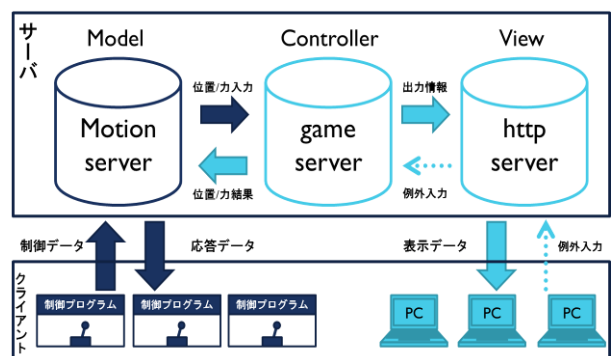 サーバ
Model
Controller
View
Motion
server
位置/力入力
位置/力結果
game
server
出力情報
例外入力
http
server
制御データ
応答データ
表示データ
例外入力
クライアント
制御プログラム
制御プログラム
制御プログラム
PC
PC
PC